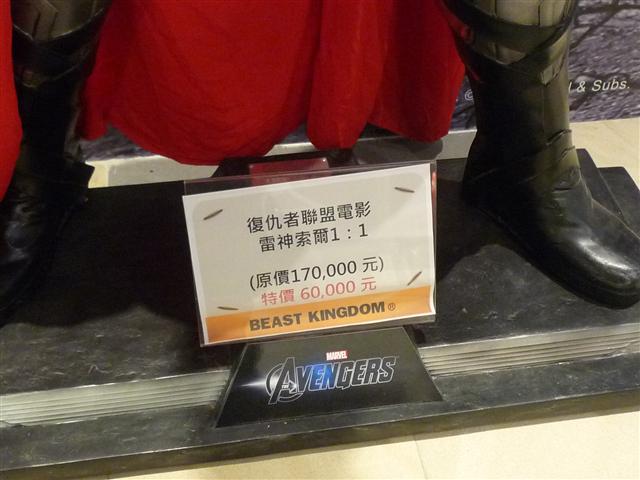 & Subs.
復仇者聯盟電影
雷神索爾1：1
(原價170,000 元)
特價 60,000 元
BEAST KINGDOM®
MARVEL
THE AVENGERS